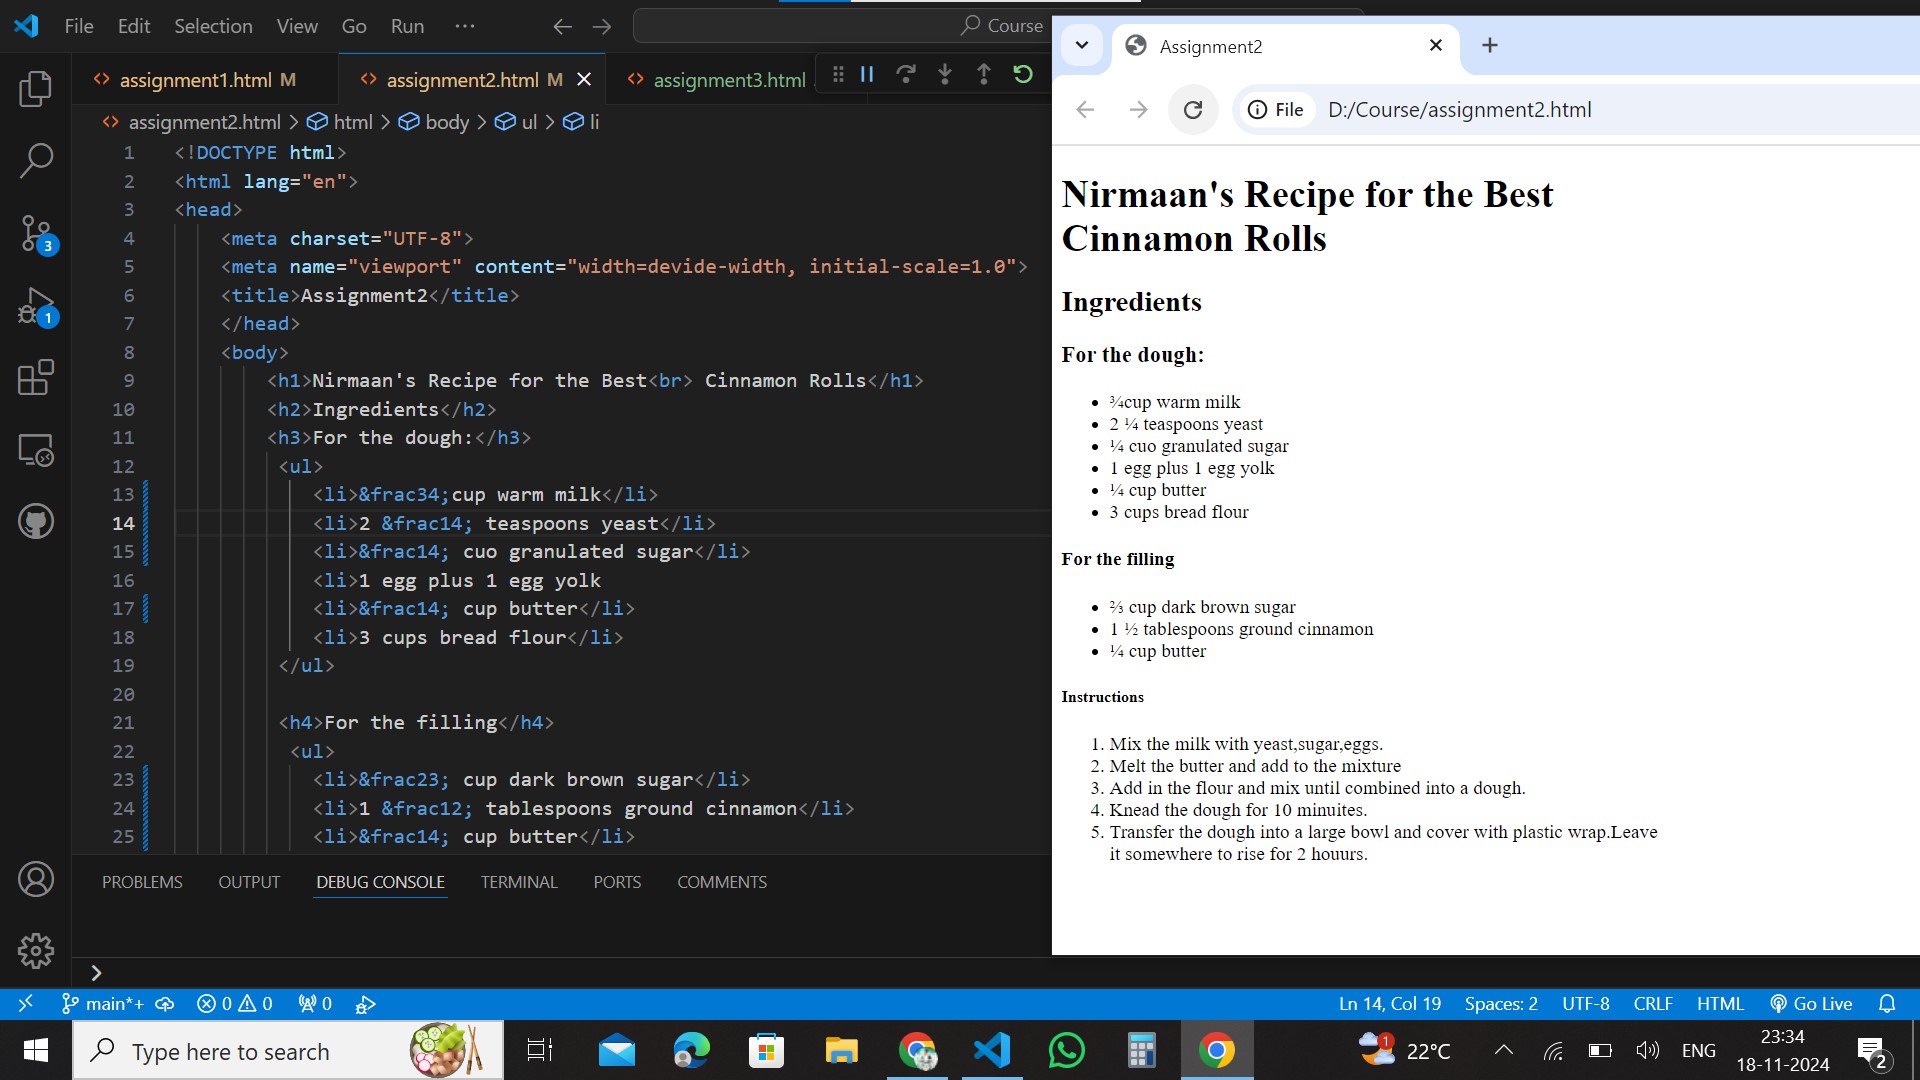 File Edit Selection View Go Run ··· Course
assignment1.html M assignment2.html M assignment3.html
assignment2.html > html > body > ul > li
1 <!DOCTYPE html>
2 <html lang="en">
3 <head>
4 <meta charset="UTF-8">
5 <meta name="viewport" content="width=devide-width, initial-scale=1.0">
6 <title>Assignment2</title>
7 </head>
8 <body>
9 <h1>Nirmaan's Recipe for the Best<br> Cinnamon Rolls</h1>
10 <h2>Ingredients</h2>
11 <h3>For the dough:</h3>
12 <ul>
13 <li>&frac34;cup warm milk</li>
14 <li>2 &frac14; teaspoons yeast</li>
15 <li>&frac14; cuo granulated sugar</li>
16 <li>1 egg plus 1 egg yolk
17 <li>&frac14; cup butter</li>
18 <li>3 cups bread flour</li>
19 </ul>
20
21 <h4>For the filling</h4>
22 <ul>
23 <li>&frac23; cup dark brown sugar</li>
24 <li>1 &frac12; tablespoons ground cinnamon</li>
25 <li>&frac14; cup butter</li>
3
1
PROBLEMS OUTPUT DEBUG CONSOLE TERMINAL PORTS COMMENTS
Assignment2
File D:/Course/assignment2.html
Nirmaan's Recipe for the Best
Cinnamon Rolls
Ingredients
For the dough:
• ¾cup warm milk
• 2 ¼ teaspoons yeast
• ¼ cuo granulated sugar
• 1 egg plus 1 egg yolk
• ¼ cup butter
• 3 cups bread flour
For the filling
• ⅔ cup dark brown sugar
• 1 ½ tablespoons ground cinnamon
• ¼ cup butter
Instructions
1. Mix the milk with yeast,sugar,eggs.
2. Melt the butter and add to the mixture
3. Add in the flour and mix until combined into a dough.
4. Knead the dough for 10 minuites.
5. Transfer the dough into a large bowl and cover with plastic wrap.Leave
it somewhere to rise for 2 houurs.
main*+ 0 0 0 Ln 14, Col 19 Spaces: 2 UTF-8 CRLF HTML Go Live
Type here to search 1 22°C ENG 23:34
18-11-2024 2